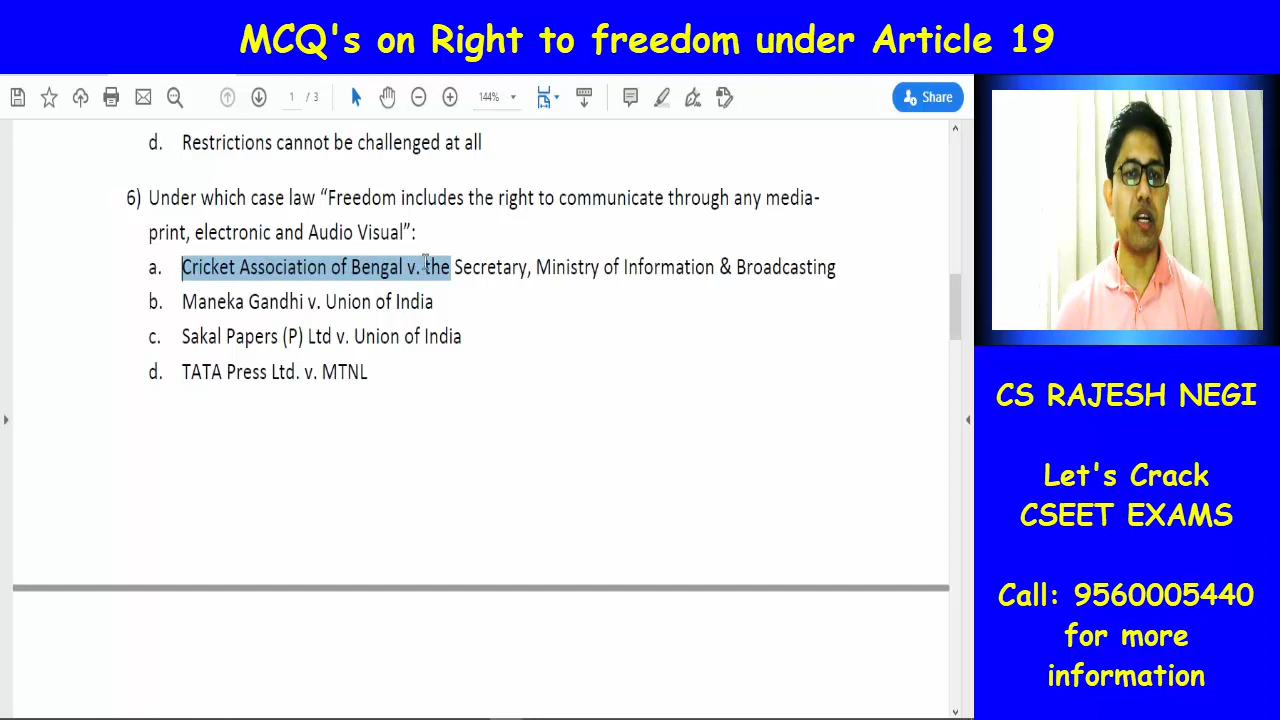 MCQ's on Right to freedom under Article 19
1 / 3
144%
Share
d. Restrictions cannot be challenged at all
6) Under which case law “Freedom includes the right to communicate through any media-
print, electronic and Audio Visual”:
a. Cricket Association of Bengal v. the Secretary, Ministry of Information & Broadcasting
b. Maneka Gandhi v. Union of India
c. Sakal Papers (P) Ltd v. Union of India
d. TATA Press Ltd. v. MTNL
CS RAJESH NEGI
Let's Crack
CSEET EXAMS
Call: 9560005440
for more
information